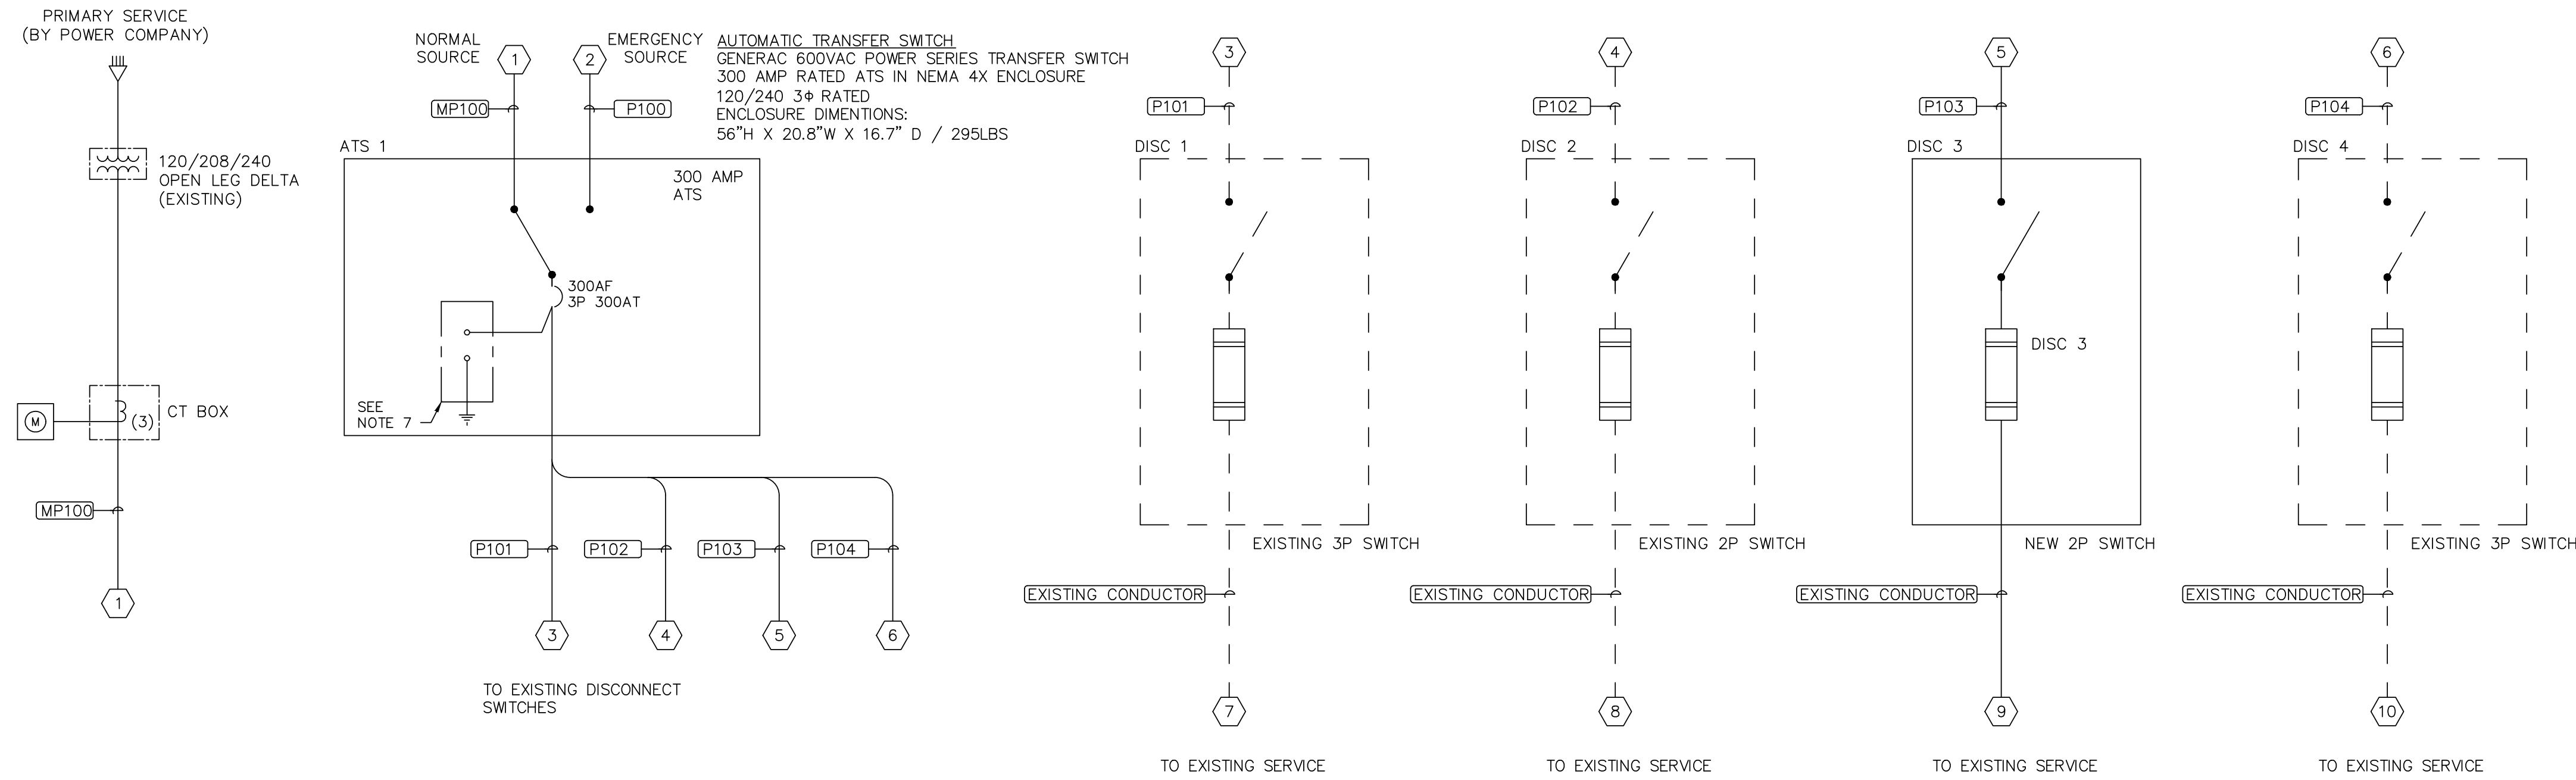 PRIMARY SERVICE
(BY POWER COMPANY)
120/208/240
OPEN LEG DELTA
(EXISTING)
M
(3)
CT BOX
MP100
1
NORMAL
SOURCE
1
2
EMERGENCY
SOURCE
AUTOMATIC TRANSFER SWITCH
GENERAC 600VAC POWER SERIES TRANSFER SWITCH
300 AMP RATED ATS IN NEMA 4X ENCLOSURE
120/240 3Φ RATED
ENCLOSURE DIMENTIONS:
56"H X 20.8"W X 16.7" D / 295LBS
MP100
P100
ATS 1
300 AMP
ATS
300AF
3P 300AT
SEE
NOTE 7
P101
P102
P103
P104
3
4
5
6
TO EXISTING DISCONNECT
SWITCHES
3
P101
DISC 1
EXISTING 3P SWITCH
EXISTING CONDUCTOR
7
TO EXISTING SERVICE
4
P102
DISC 2
EXISTING 2P SWITCH
EXISTING CONDUCTOR
8
TO EXISTING SERVICE
5
P103
DISC 3
DISC 3
NEW 2P SWITCH
EXISTING CONDUCTOR
9
TO EXISTING SERVICE
6
P104
DISC 4
EXISTING 3P SWITCH
EXISTING CONDUCTOR
10
TO EXISTING SERVICE